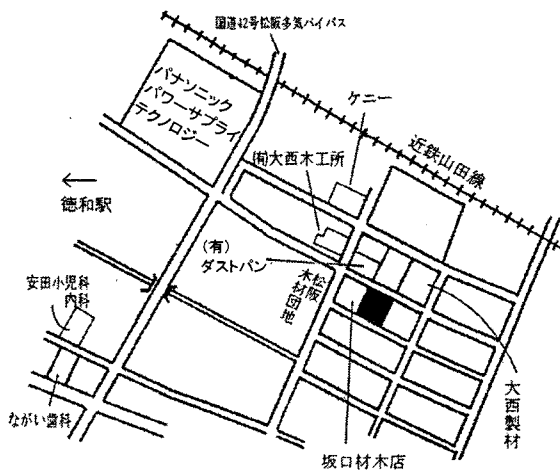 国道42号松阪多気バイパス
パナソニック
パワーサプライ
テクノロジー
ケニー
近鉄山田線
㈲大西木工所
徳和駅
(有)
ダストパン
安田小児科
内科
松阪
木材団地
ながい歯科
坂口材木店
大西製材